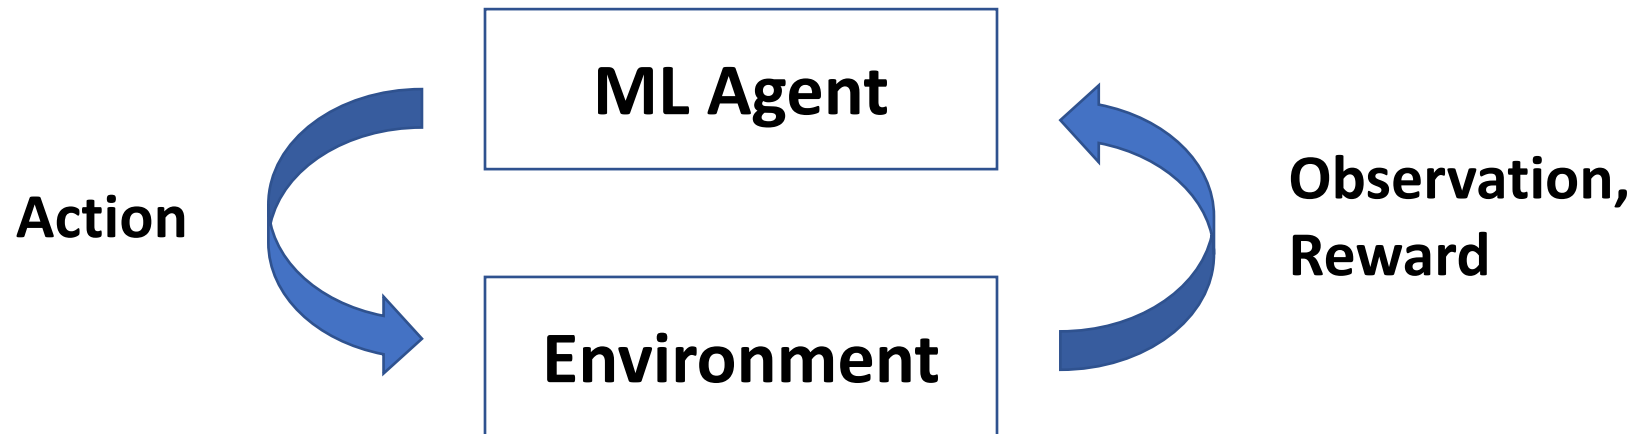 ML Agent
Action
Observation,
Reward
Environment